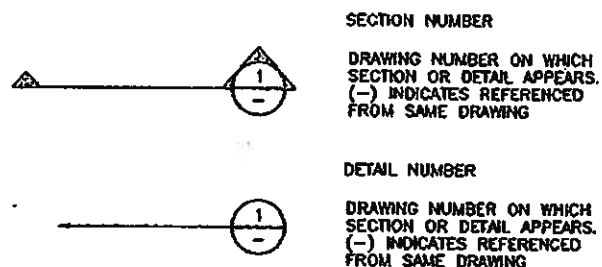 SECTION NUMBER
1
–
DRAWING NUMBER ON WHICH
SECTION OR DETAIL APPEARS.
(–) INDICATES REFERENCED
FROM SAME DRAWING
DETAIL NUMBER
1
–
DRAWING NUMBER ON WHICH
SECTION OR DETAIL APPEARS.
(–) INDICATES REFERENCED
FROM SAME DRAWING